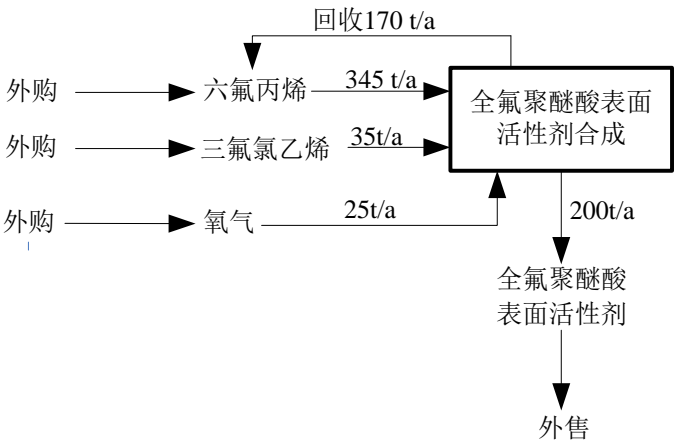 回收170 t/a
外购
六氟丙烯
345 t/a
全氟聚醚酸表面
活性剂合成
外购
三氟氯乙烯
35t/a
外购
氧气
25t/a
200t/a
全氟聚醚酸
表面活性剂
外售